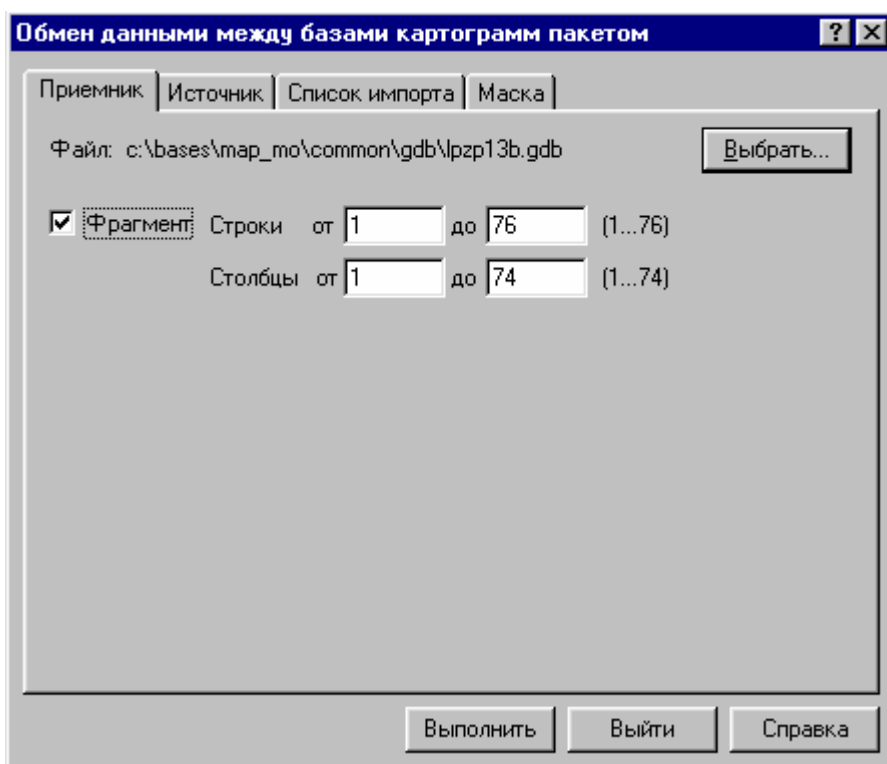 Обмен данными между базами картограмм пакетом
Приемник Источник Список импорта Маска
Файл: c:\bases\map_mo\common\gdb\lpzp13b.gdb Выбрать...
Фрагмент Строки от 1 до 76 (1...76)
Столбцы от 1 до 74 (1...74)
Выполнить Выйти Справка